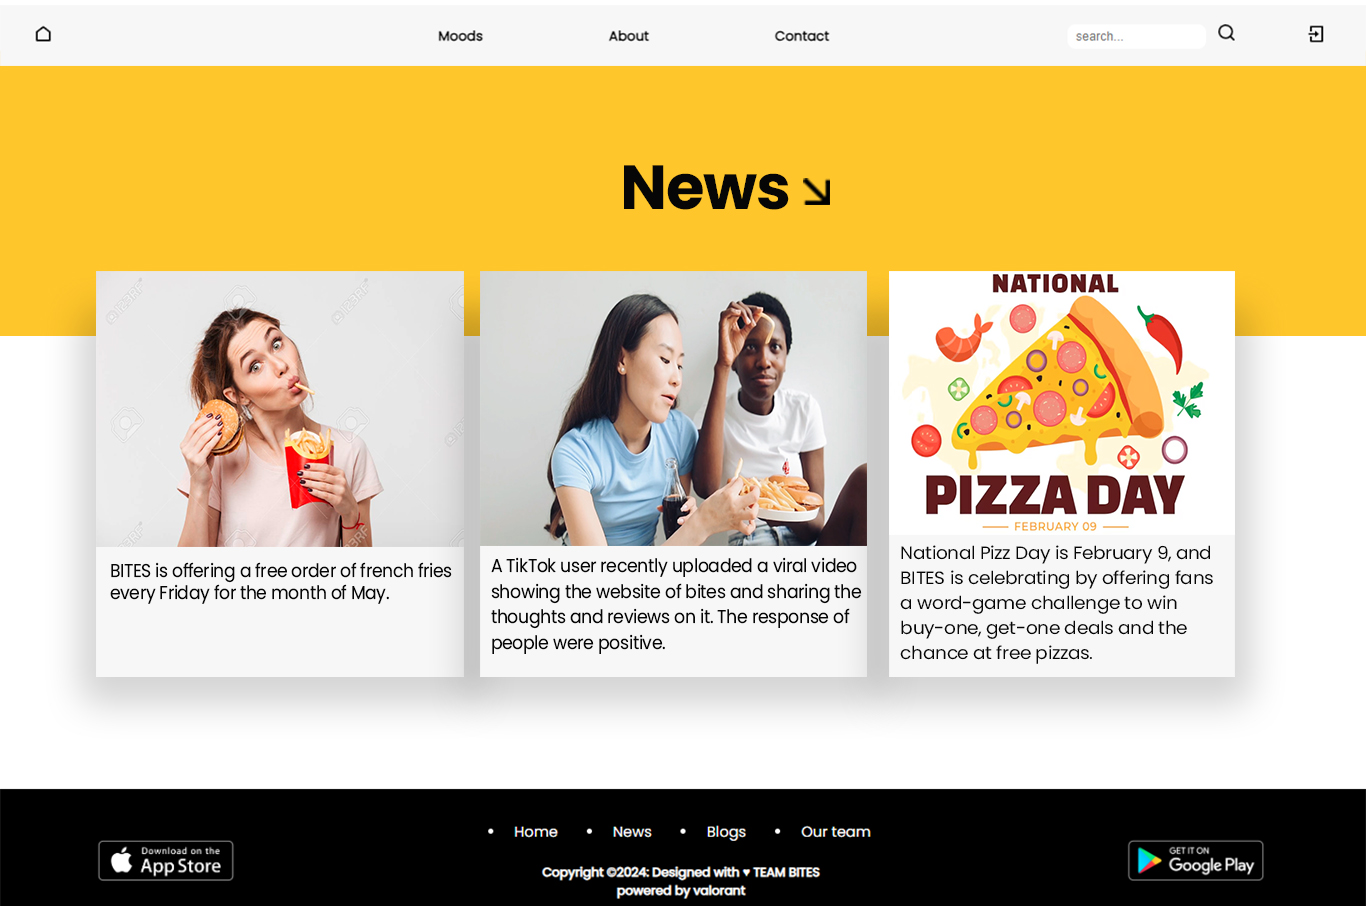 Moods About Contact search...
News
NATIONAL
PIZZA DAY
FEBRUARY 09
BITES is offering a free order of french fries
every Friday for the month of May.
A TikTok user recently uploaded a viral video
showing the website of bites and sharing the
thoughts and reviews on it. The response of
people were positive.
National Pizz Day is February 9, and
BITES is celebrating by offering fans
a word-game challenge to win
buy-one, get-one deals and the
chance at free pizzas.
• Home • News • Blogs • Our team
Download on the
App Store
Copyright ©2024: Designed with ♥ TEAM BITES
powered by valorant
GET IT ON
Google Play